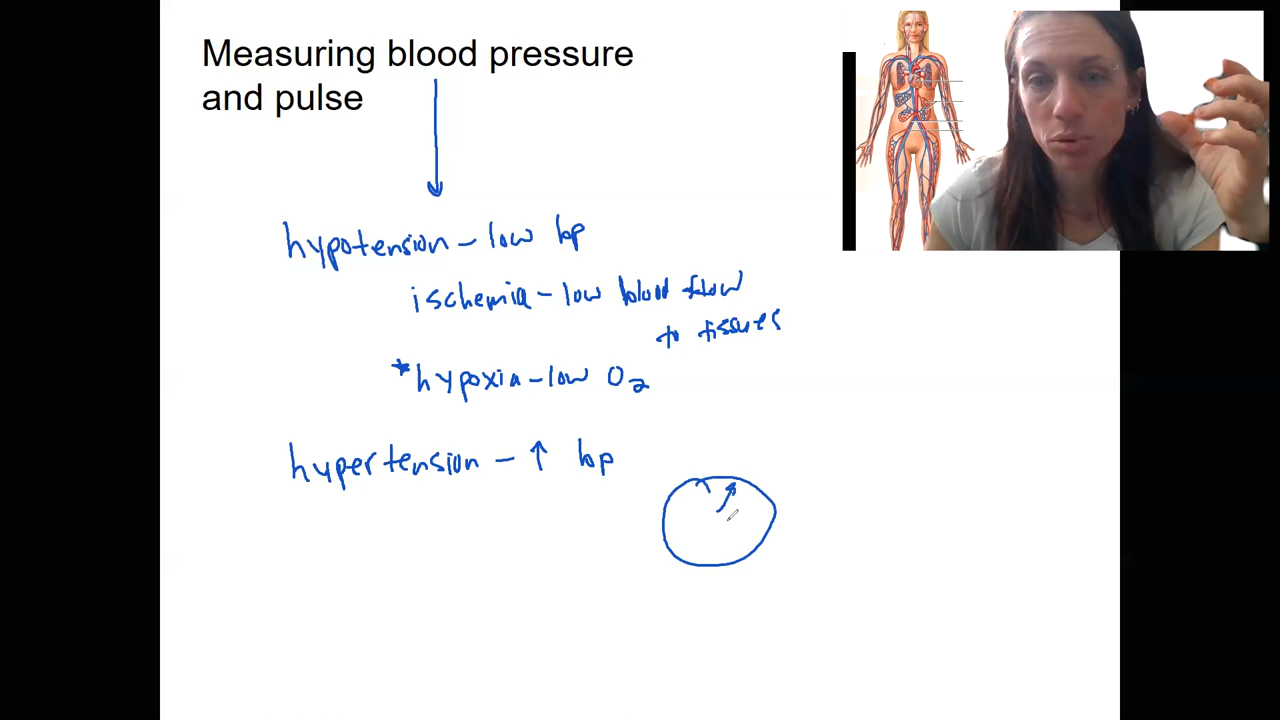 Measuring blood pressure
and pulse
hypotension – low bp
ischemia – low blood flow
to tissues
*hypoxia – low O₂
hypertension – ↑ bp